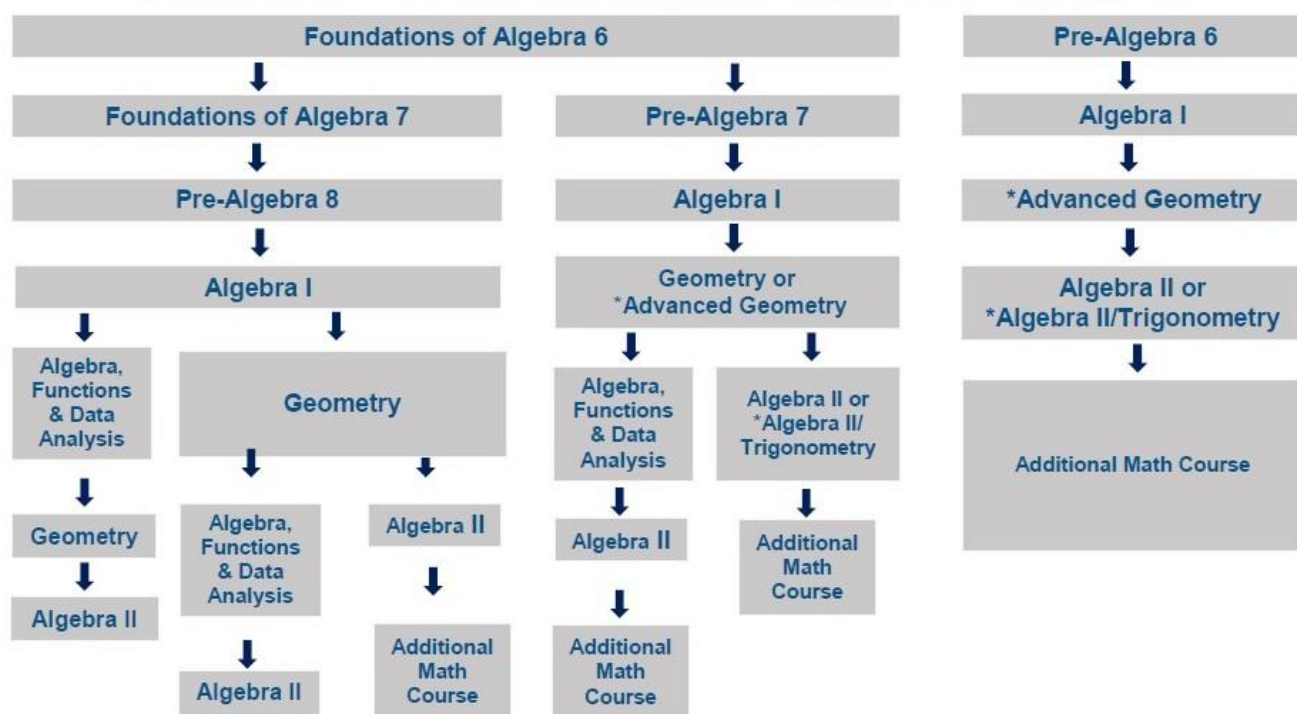 Foundations of Algebra 6
Pre-Algebra 6
Foundations of Algebra 7
Pre-Algebra 7
Algebra I
Pre-Algebra 8
Algebra I
*Advanced Geometry
Algebra I
Geometry or
*Advanced Geometry
Algebra II or
*Algebra II/Trigonometry
Algebra,
Functions
& Data
Analysis
Geometry
Algebra,
Functions
& Data
Analysis
Algebra II or
*Algebra II/
Trigonometry
Additional Math Course
Geometry
Algebra,
Functions
& Data
Analysis
Algebra II
Algebra II
Additional
Math
Course
Algebra II
Algebra II
Additional
Math
Course
Additional
Math
Course